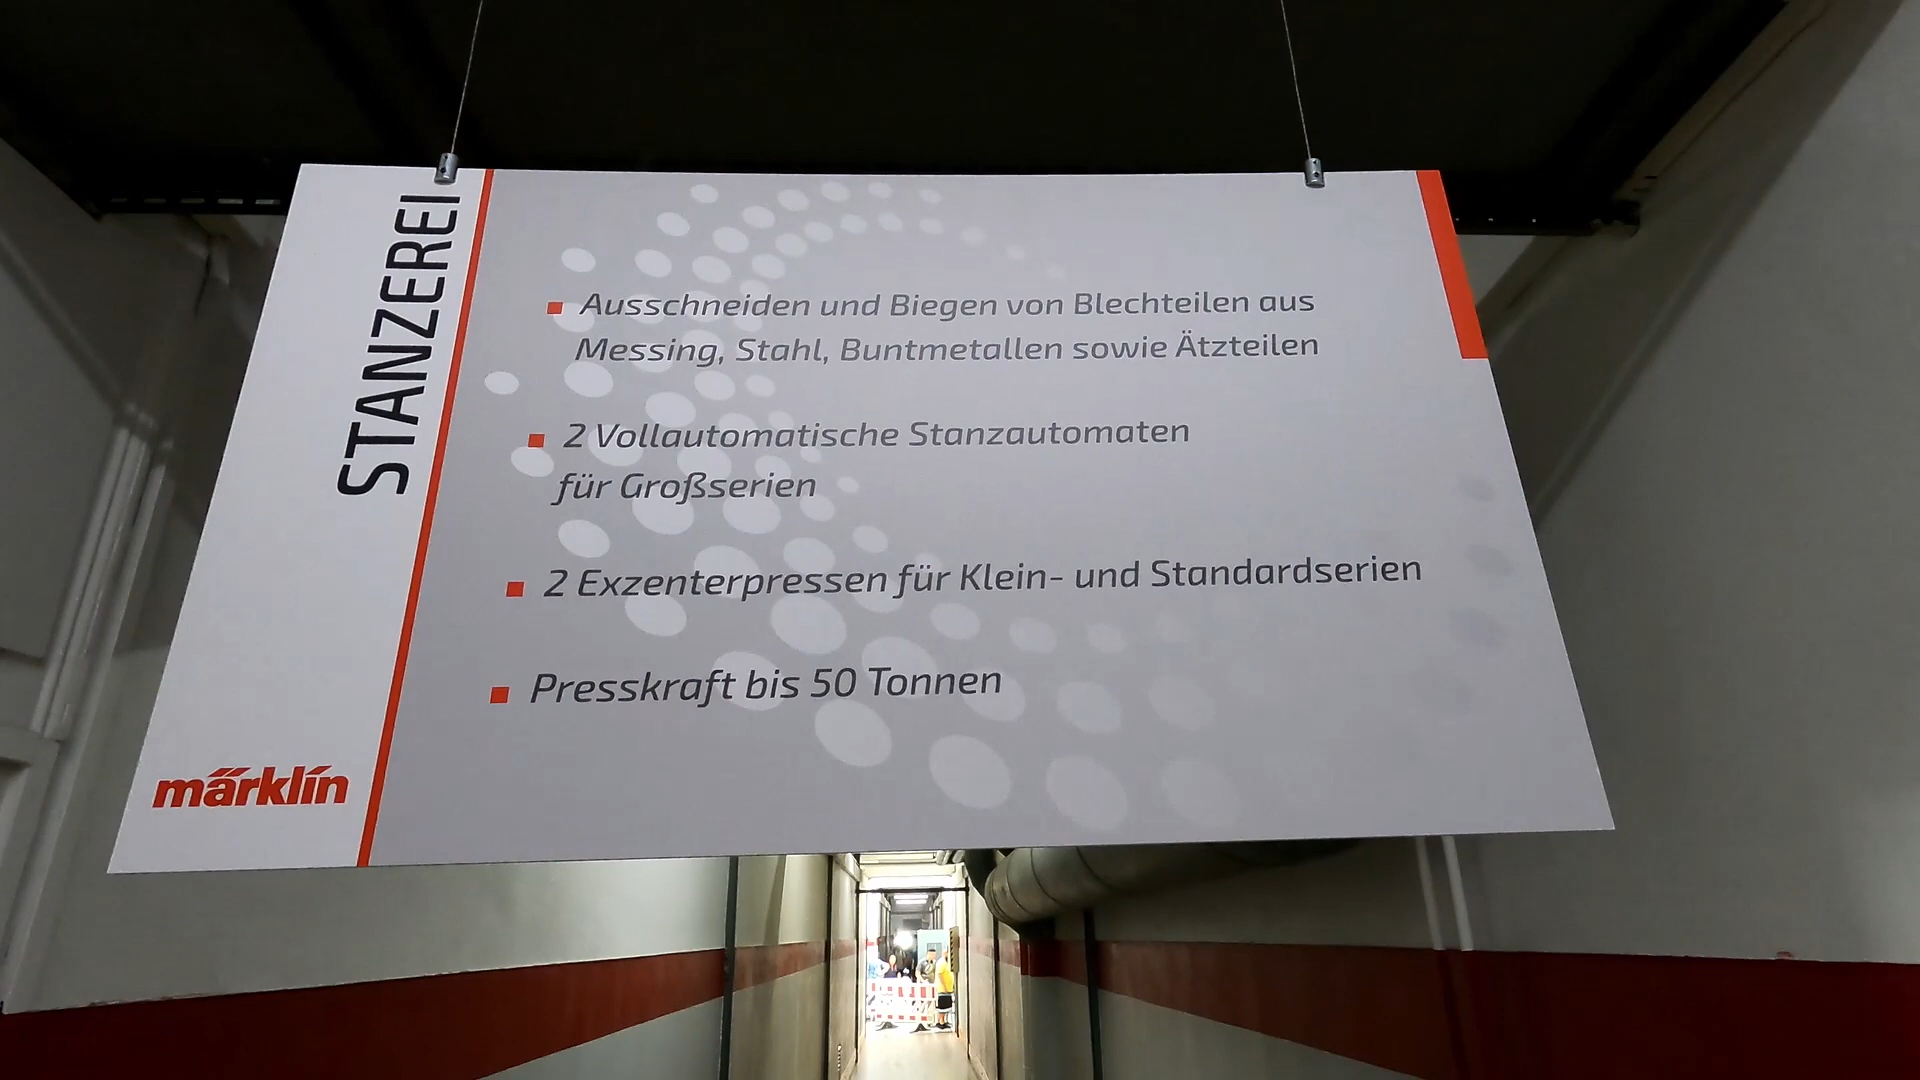 STANZEREI
Ausschneiden und Biegen von Blechteilen aus
Messing, Stahl, Buntmetallen sowie Ätzteilen
2 Vollautomatische Stanzautomaten
für Großserien
2 Exzenterpressen für Klein- und Standardserien
Presskraft bis 50 Tonnen
märklin